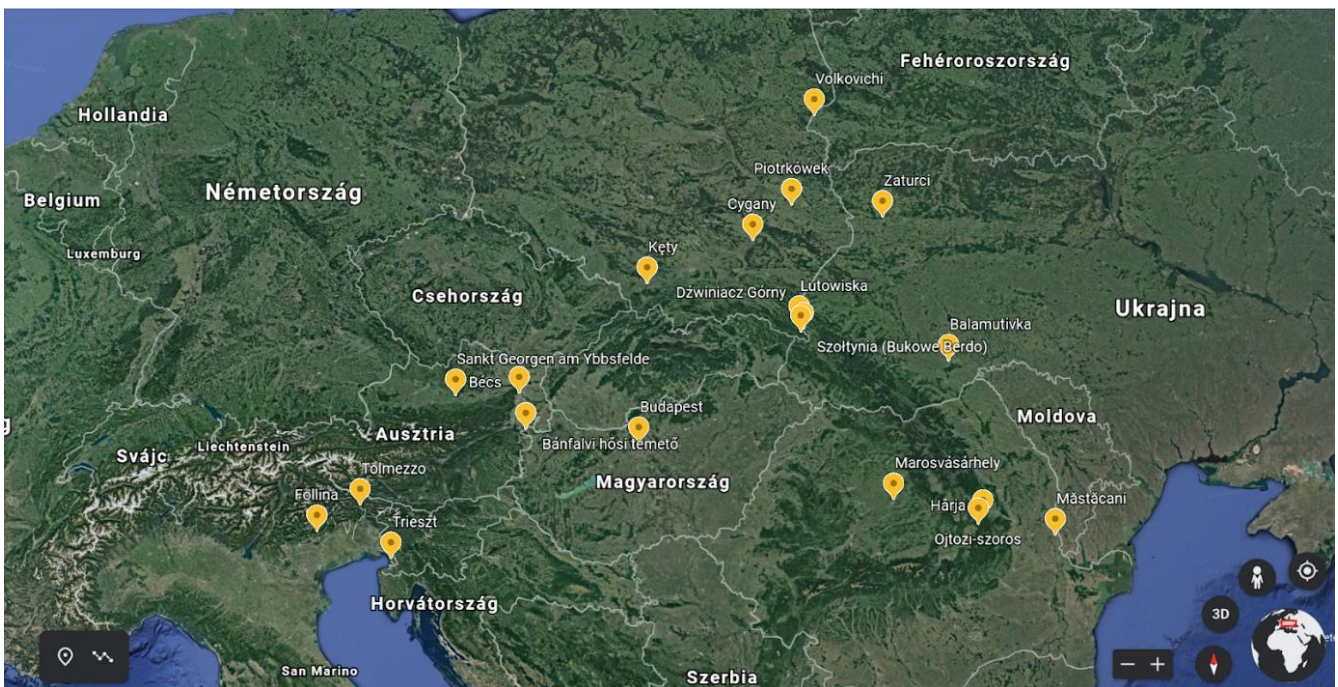 Fehéroroszország
Volkovichi
Hollandia
Piotrkówek
Zaturci
Németország
Belgium
Cygany
Kęty
Luxemburg
Dźwiniacz Górny
Lutowiska
Csehország
Ukrajna
Balamutivka
Szołtynia (Bukowe Berdo)
Sankt Georgen am Ybbsfelde
Bécs
Budapest
Moldova
Ausztria
Bánfalvi hősi temető
Liechtenstein
Svájc
Marosvásárhely
Tolmezzo
Magyarország
Follina
Hârja
Măstăcani
Trieszt
Ojtozi-szoros
Horvátország
3D
San Marino
Szerbia